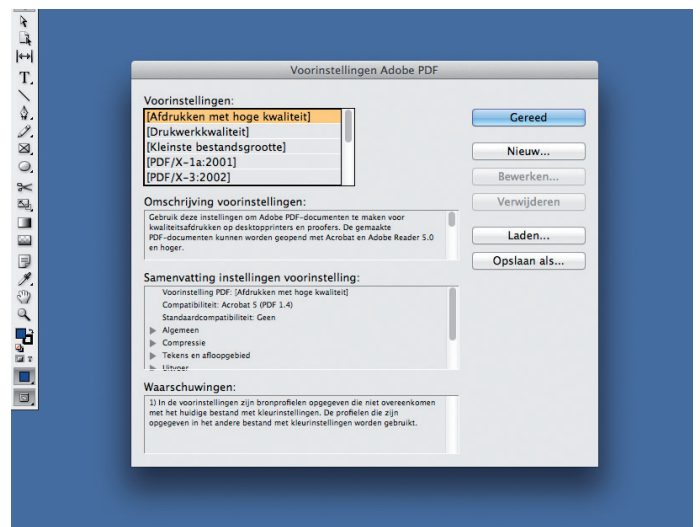 Voorinstellingen Adobe PDF
Voorinstellingen:
[Afdrukken met hoge kwaliteit]
[Drukwerkkwaliteit]
[Kleinste bestandsgrootte]
[PDF/X-1a:2001]
[PDF/X-3:2002]
Gereed
Nieuw...
Bewerken...
Verwijderen
Laden...
Opslaan als...
Omschrijving voorinstellingen:
Gebruik deze instellingen om Adobe PDF-documenten te maken voor
kwaliteitsafdrukken op desktopprinters en proofers. De gemaakte
PDF-documenten kunnen worden geopend met Acrobat en Adobe Reader 5.0
en hoger.
Samenvatting instellingen voorinstelling:
Voorinstelling PDF: [Afdrukken met hoge kwaliteit]
Compatibiliteit: Acrobat 5 (PDF 1.4)
Standaardcompatibiliteit: Geen
Algemeen
Compressie
Tekens en afloopgebied
Uitvoer
Waarschuwingen:
1) In de voorinstellingen zijn bronprofielen opgegeven die niet overeenkomen
met het huidige bestand met kleurinstellingen. De profielen die zijn
opgegeven in het andere bestand met kleurinstellingen worden gebruikt.